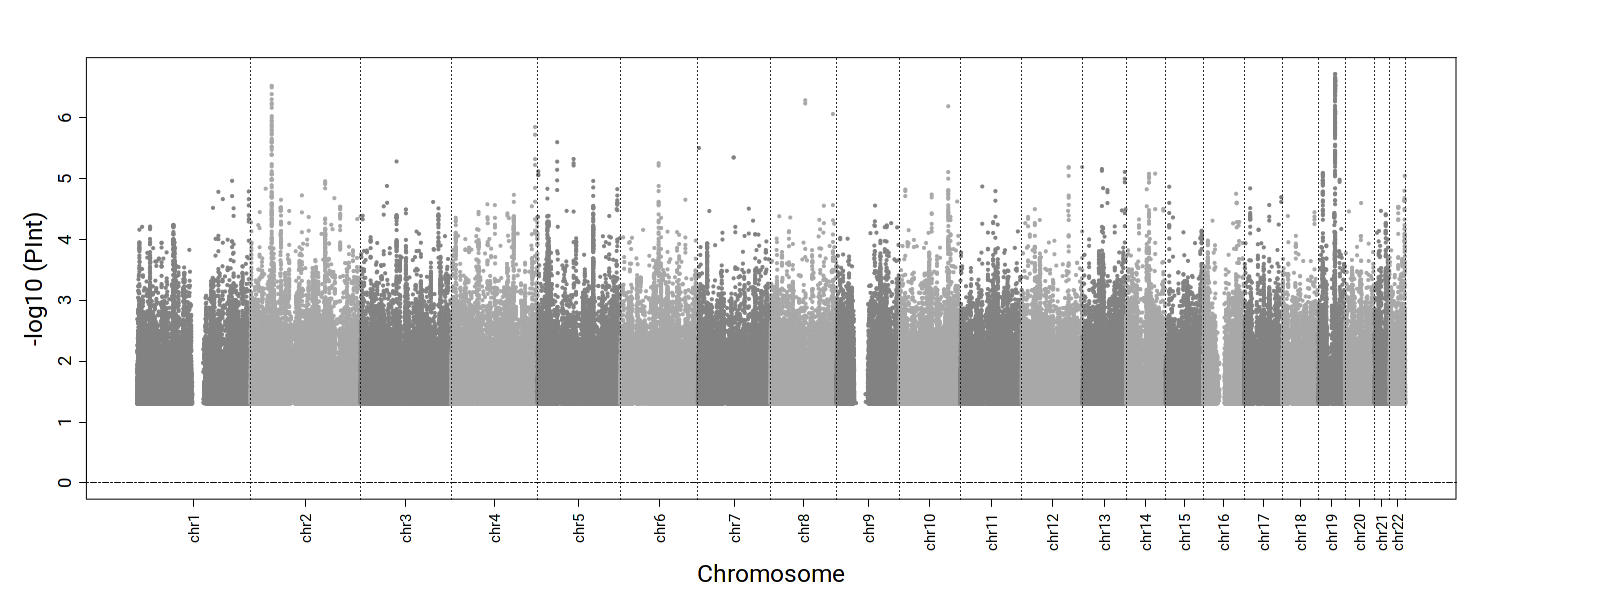 -log10 (PInt)
6
5
4
3
2
1
0
chr1
chr2
chr3
chr4
chr5
chr6
chr7
chr8
chr9
chr10
chr11
chr12
chr13
chr14
chr15
chr16
chr17
chr18
chr19
chr20
chr21
chr22
Chromosome